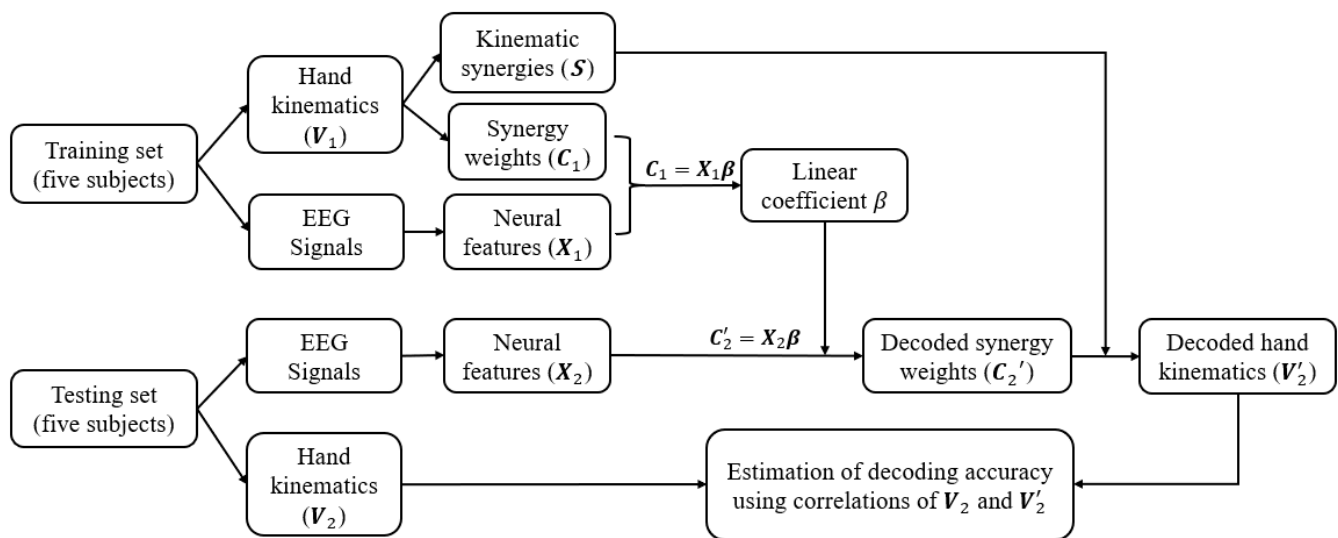 Training set
(five subjects)
Hand
kinematics
(𝑽₁)
Kinematic
synergies (𝑺)
Synergy
weights (𝑪₁)
EEG
Signals
Neural
features (𝑿₁)
𝑪₁ = 𝑿₁𝜷
Linear
coefficient 𝛽
Testing set
(five subjects)
EEG
Signals
Neural
features (𝑿₂)
𝑪₂′ = 𝑿₂𝜷
Decoded synergy
weights (𝑪₂′)
Decoded hand
kinematics (𝑽₂′)
Hand
kinematics
(𝑽₂)
Estimation of decoding accuracy
using correlations of 𝑽₂ and 𝑽₂′